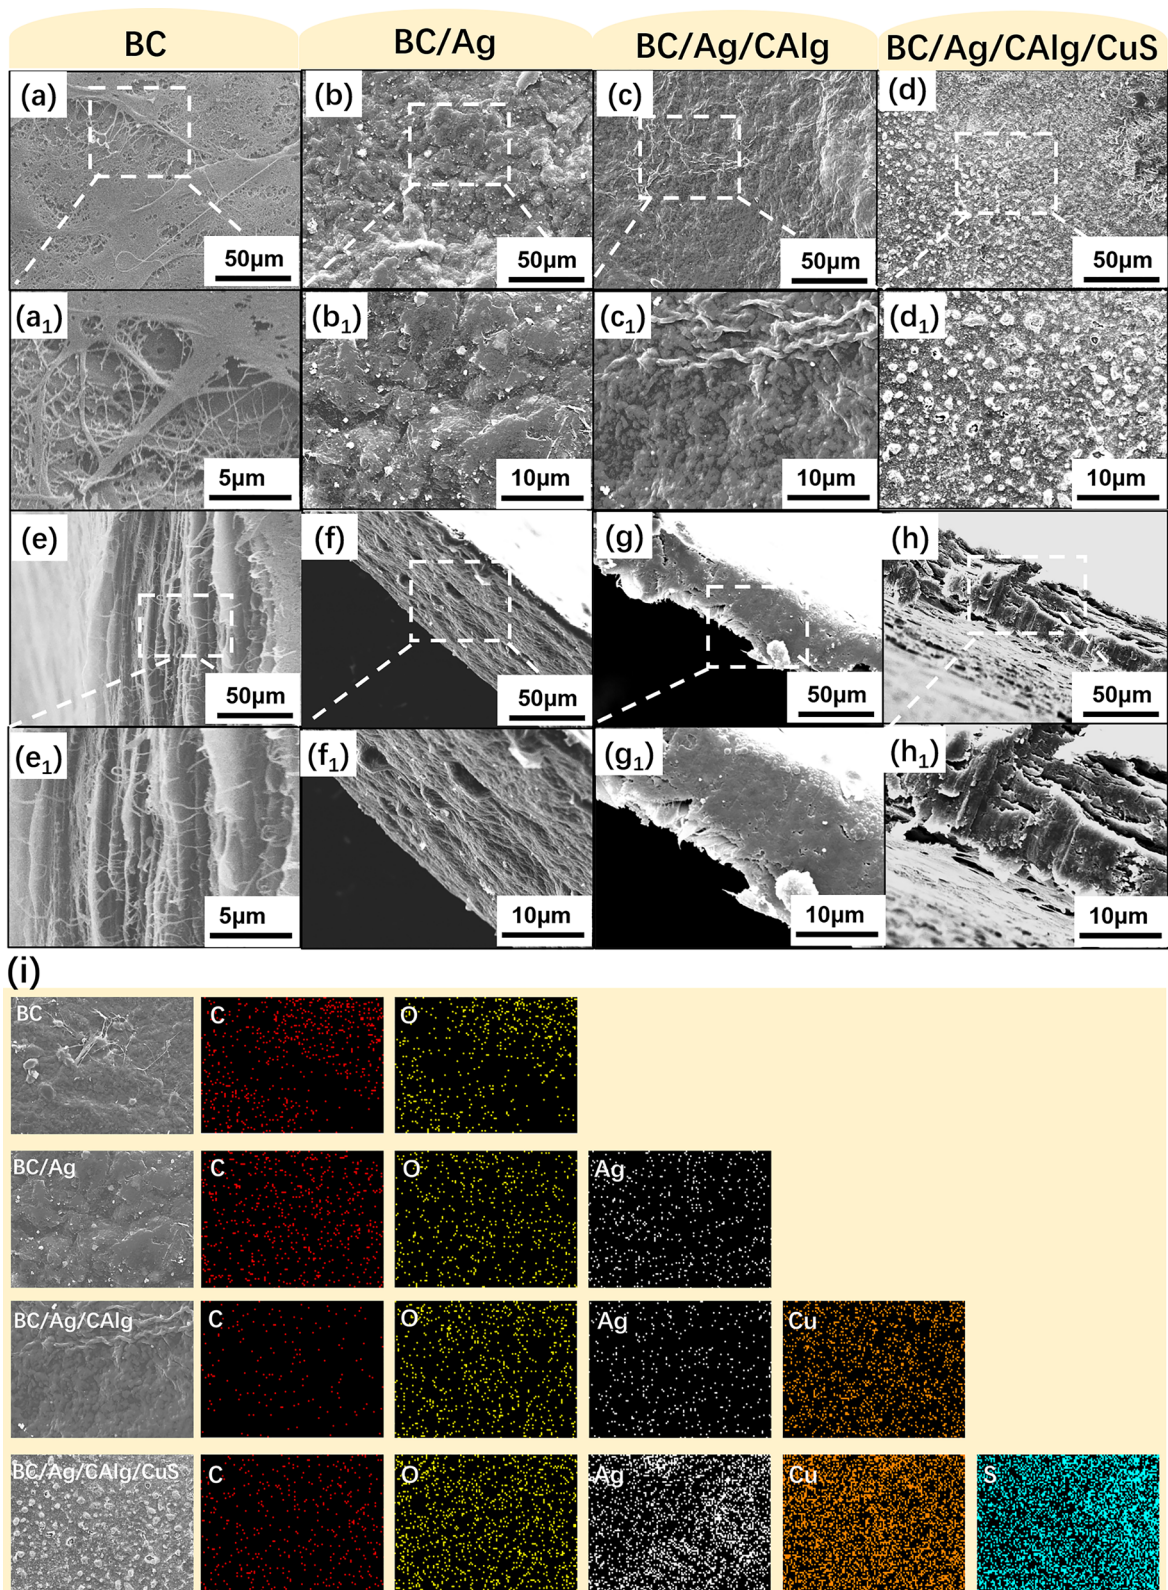 BC BC/Ag BC/Ag/CAlg BC/Ag/CAlg/CuS
(a) (b) (c) (d)
50μm 50μm 50μm 50μm
(a₁) (b₁) (c₁) (d₁)
5μm 10μm 10μm 10μm
(e) (f) (g) (h)
50μm 50μm 50μm 50μm
(e₁) (f₁) (g₁) (h₁)
5μm 10μm 10μm 10μm
(i)
BC C O
BC/Ag C O Ag
BC/Ag/CAlg C O Ag Cu
BC/Ag/CAlg/CuS C O Ag Cu S